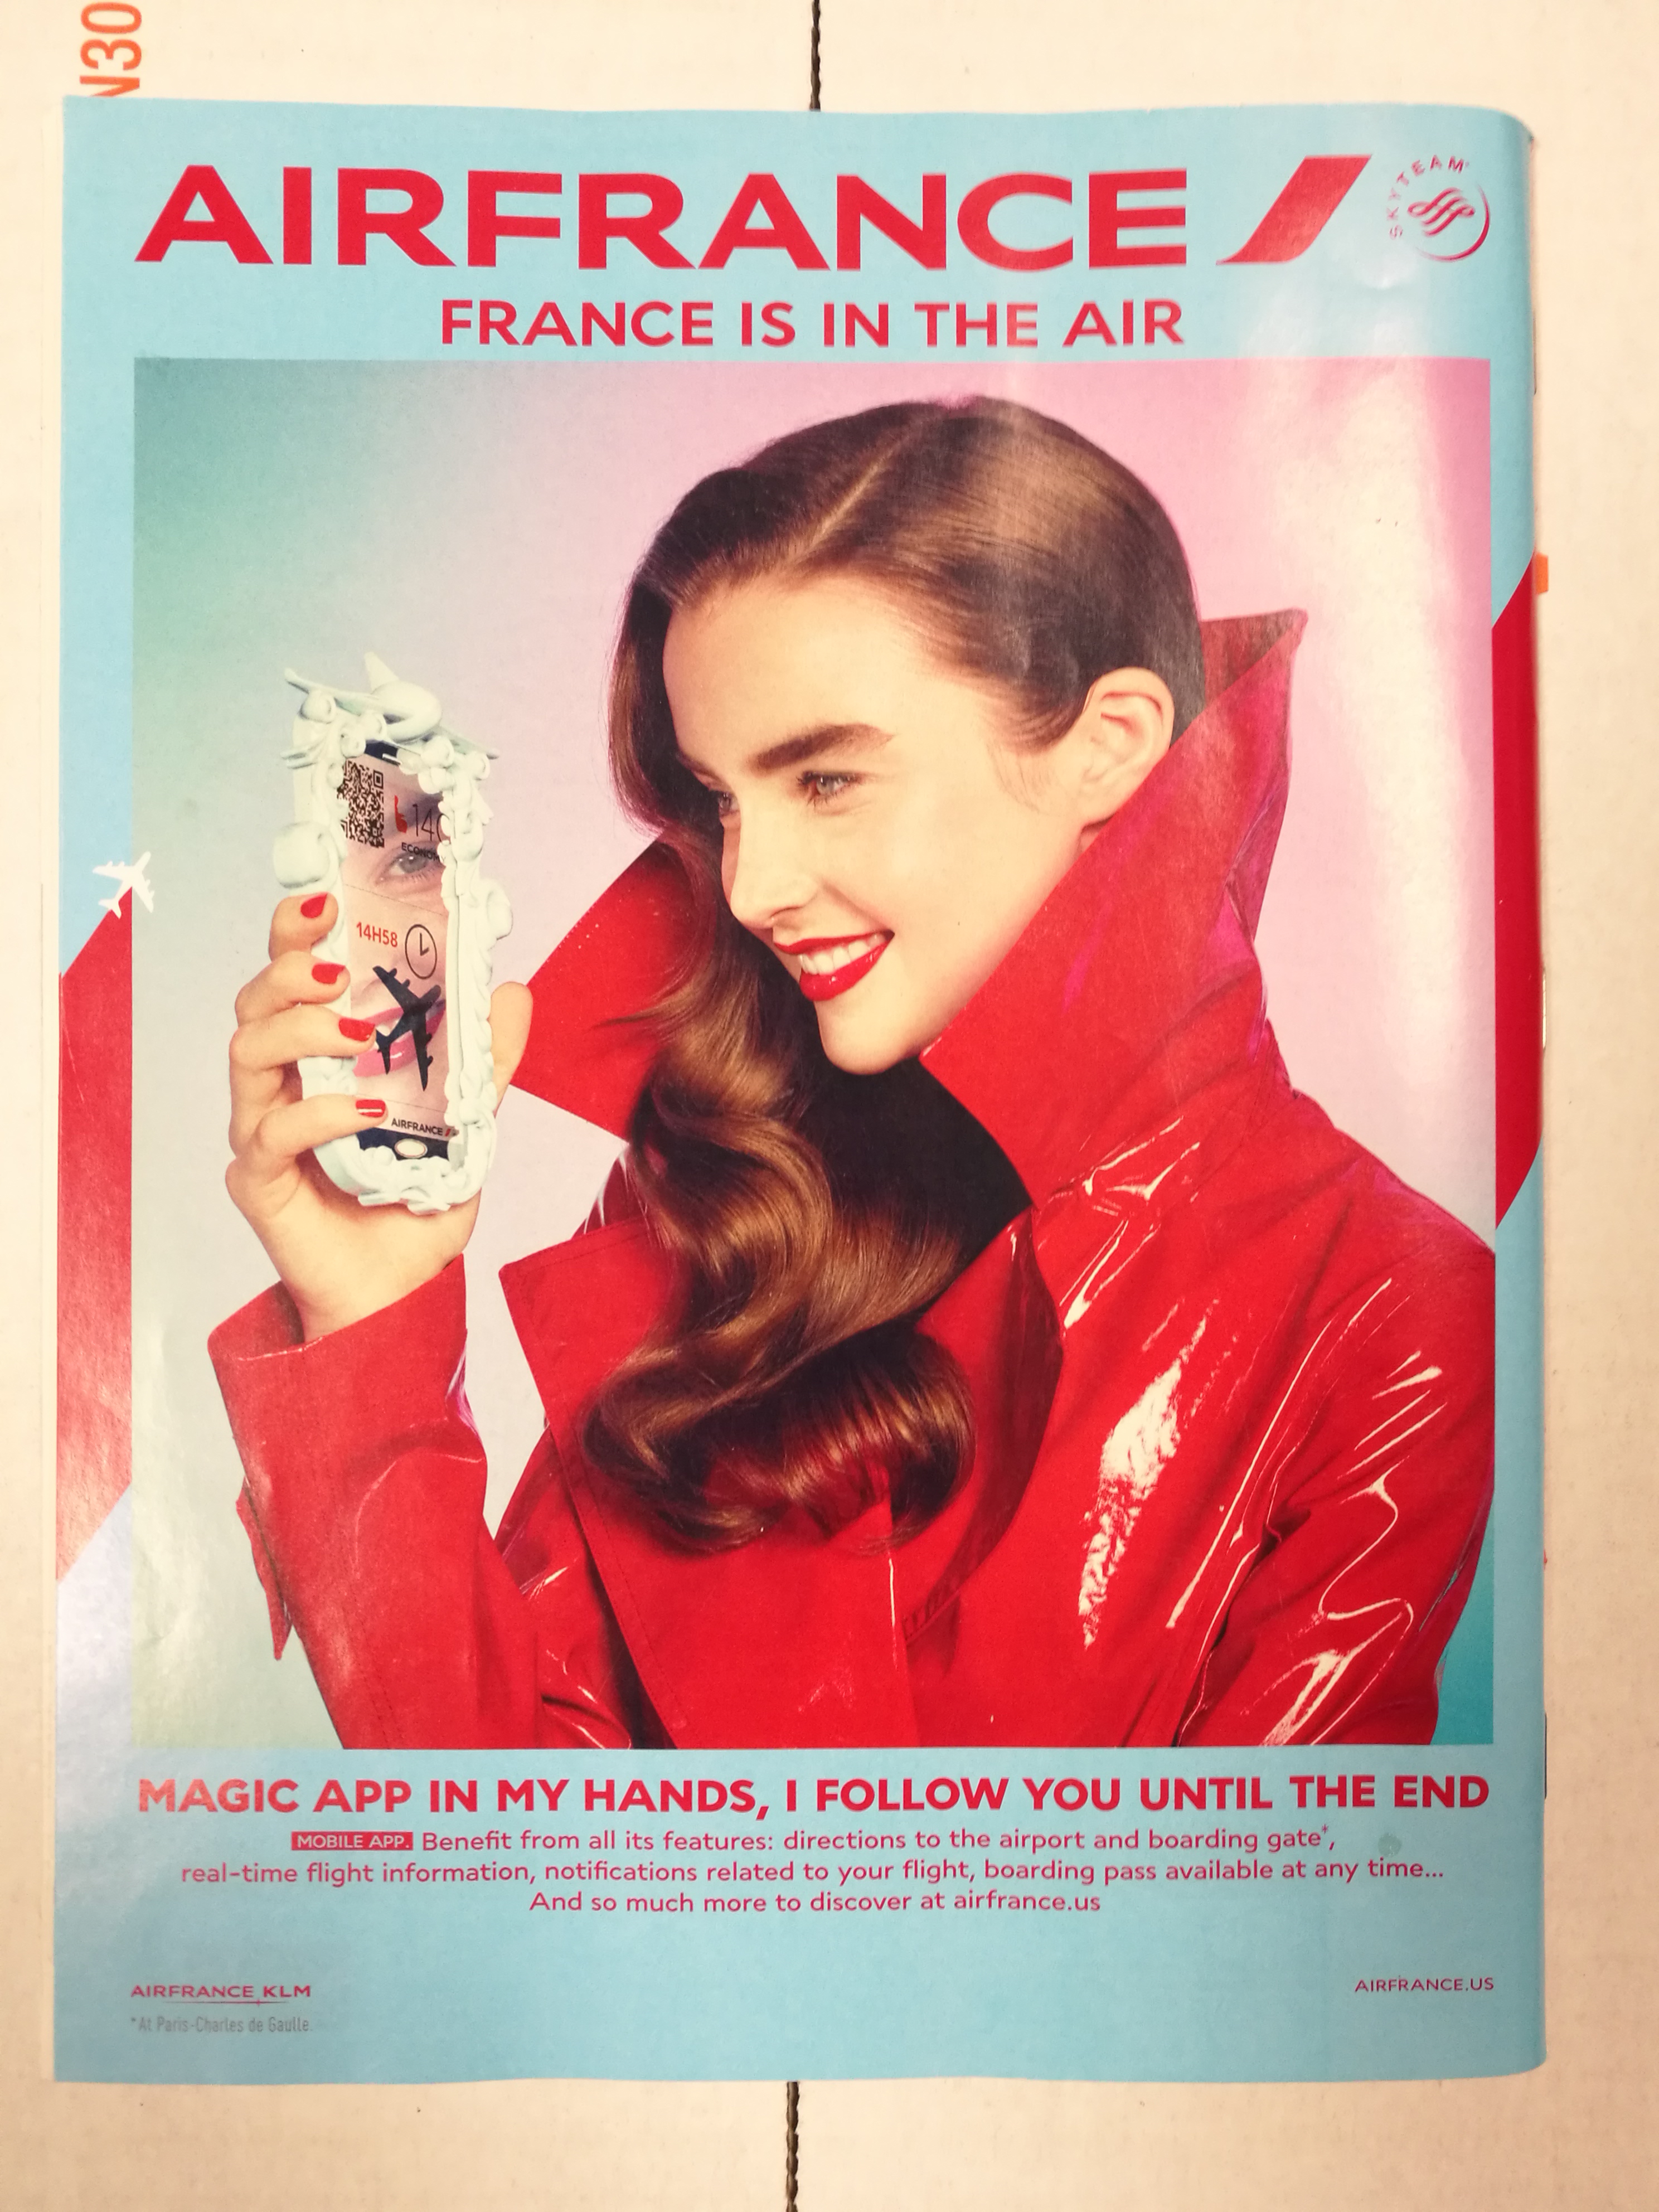 N30
AIRFRANCE
SKYTEAM
FRANCE IS IN THE AIR
14
ECONOMY
14H58
AIRFRANCE
MAGIC APP IN MY HANDS, I FOLLOW YOU UNTIL THE END
MOBILE APP. Benefit from all its features: directions to the airport and boarding gate*,
real-time flight information, notifications related to your flight, boarding pass available at any time...
And so much more to discover at airfrance.us
AIRFRANCE KLM
AIRFRANCE.US
*At Paris-Charles de Gaulle.